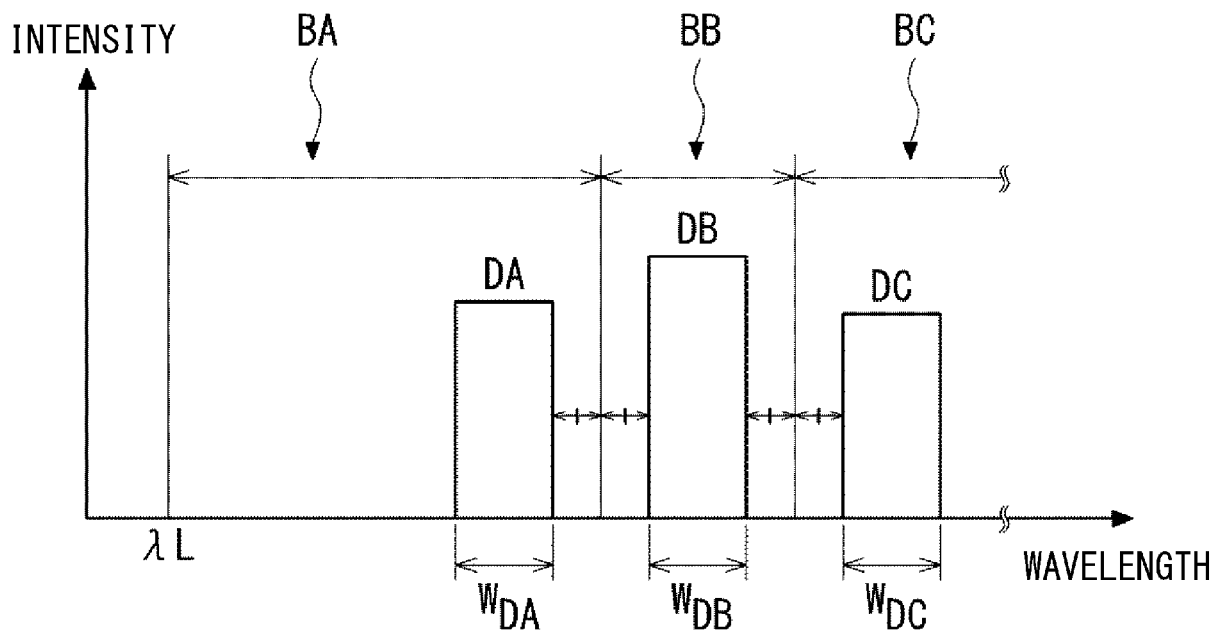 INTENSITY
BA
BB
BC
DA
DB
DC
λL
WAVELENGTH
WDA
WDB
WDC